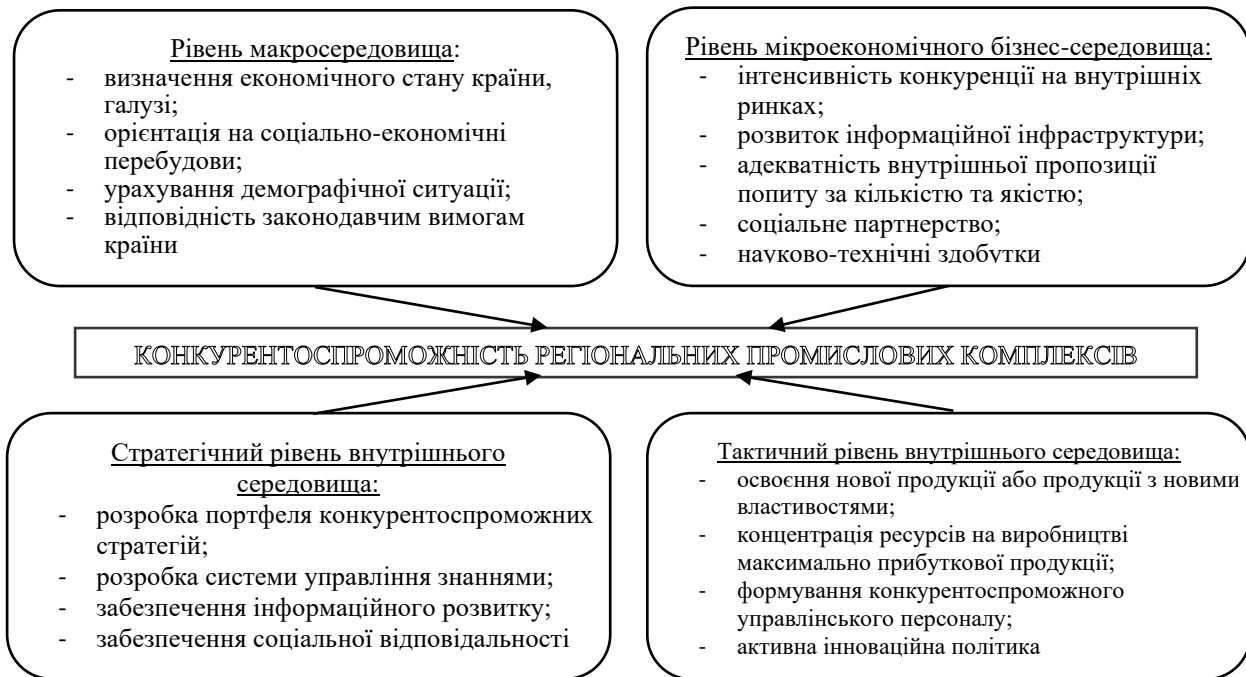 Рівень макросередовища:
- визначення економічного стану країни,
галузі;
- орієнтація на соціально-економічні
перебудови;
- урахування демографічної ситуації;
- відповідність законодавчим вимогам
країни
Рівень мікроекономічного бізнес-середовища:
- інтенсивність конкуренції на внутрішніх
ринках;
- розвиток інформаційної інфраструктури;
- адекватність внутрішньої пропозиції
попиту за кількістю та якістю;
- соціальне партнерство;
- науково-технічні здобутки
КОНКУРЕНТОСПРОМОЖНІСТЬ РЕГІОНАЛЬНИХ ПРОМИСЛОВИХ КОМПЛЕКСІВ
Стратегічний рівень внутрішнього
середовища:
- розробка портфеля конкурентоспроможних
стратегій;
- розробка системи управління знаннями;
- забезпечення інформаційного розвитку;
- забезпечення соціальної відповідальності
Тактичний рівень внутрішнього середовища:
- освоєння нової продукції або продукції з новими
властивостями;
- концентрація ресурсів на виробництві
максимально прибуткової продукції;
- формування конкурентоспроможного
управлінського персоналу;
- активна інноваційна політика